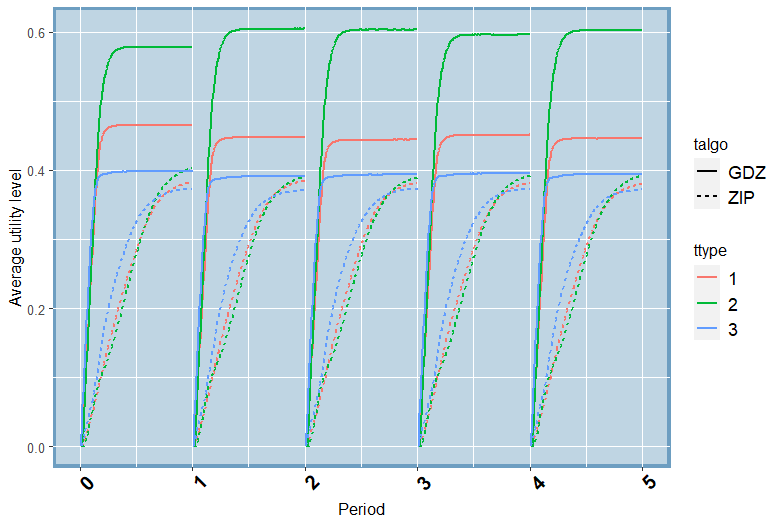 0.6
0.4
0.2
0.0
Average utility level
0 1 2 3 4 5
Period
talgo
GDZ
ZIP
ttype
1
2
3